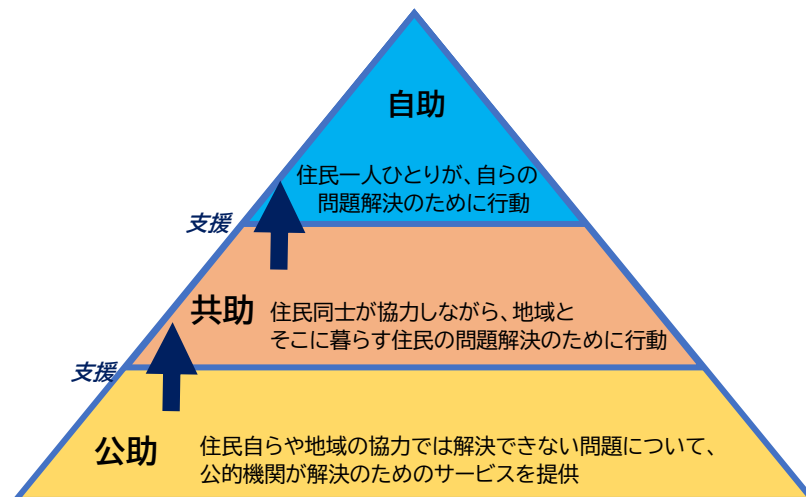 自助
住民一人ひとりが、自らの
問題解決のために行動
支援
共助
住民同士が協力しながら、地域と
そこに暮らす住民の問題解決のために行動
支援
公助
住民自らや地域の協力では解決できない問題について、
公的機関が解決のためのサービスを提供